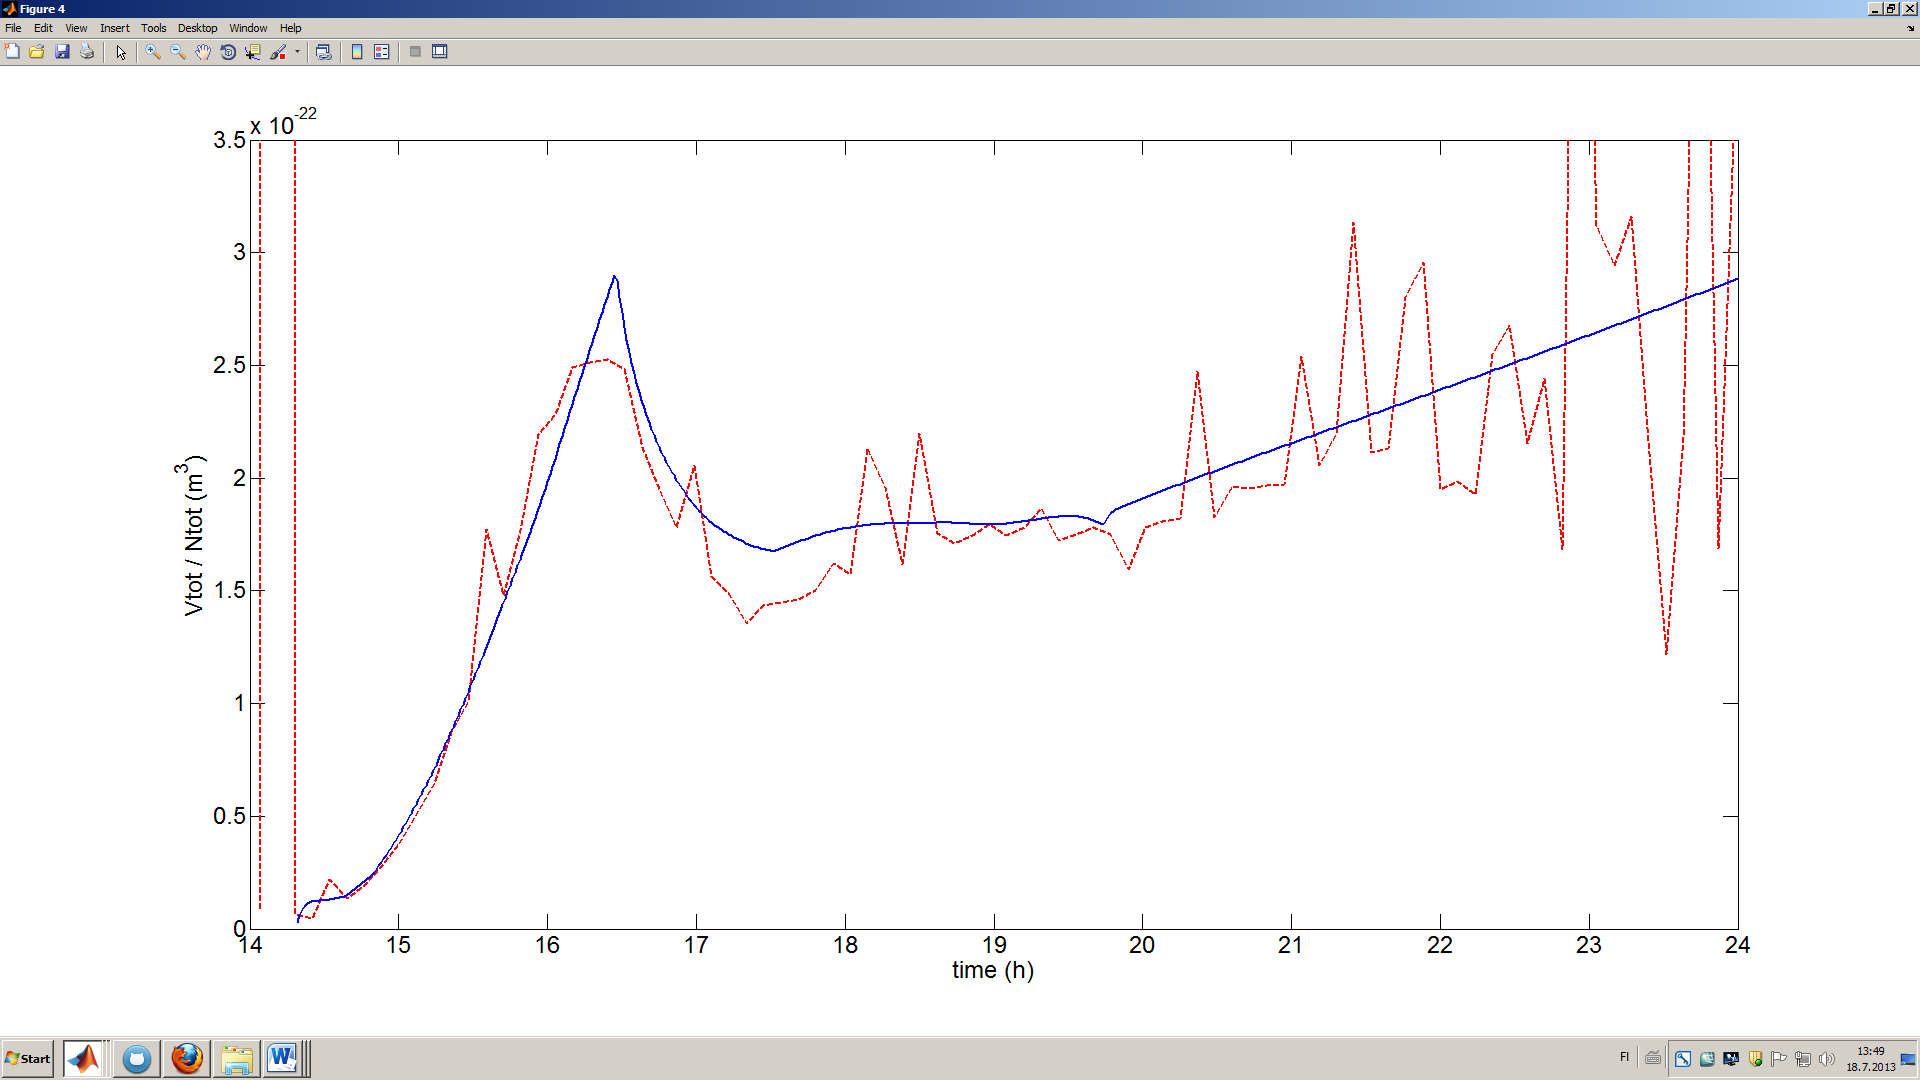 Figure 4
File Edit View Insert Tools Desktop Window Help
x 10-22
3.5
3
2.5
2
1.5
1
0.5
0
Vtot / Ntot (m3)
14 15 16 17 18 19 20 21 22 23 24
time (h)
Start
FI
13:49
18.7.2013